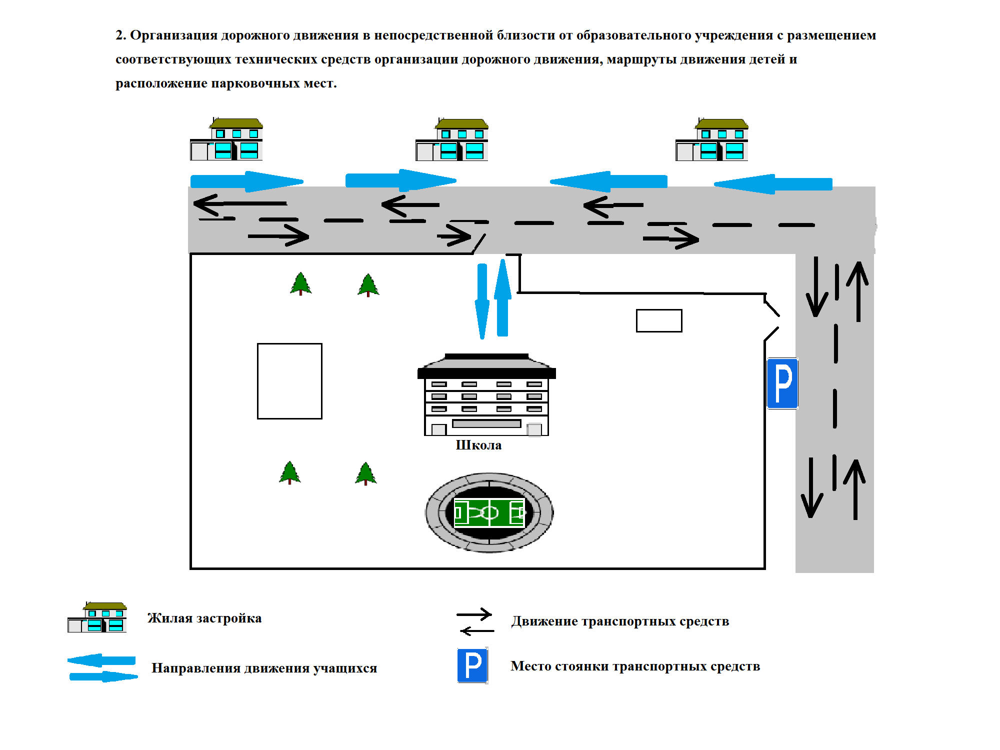 2. Организация дорожного движения в непосредственной близости от образовательного учреждения с размещением
соответствующих технических средств организации дорожного движения, маршруты движения детей и
расположение парковочных мест.
P
Школа
Жилая застройка
Движение транспортных средств
Направления движения учащихся
P
Место стоянки транспортных средств